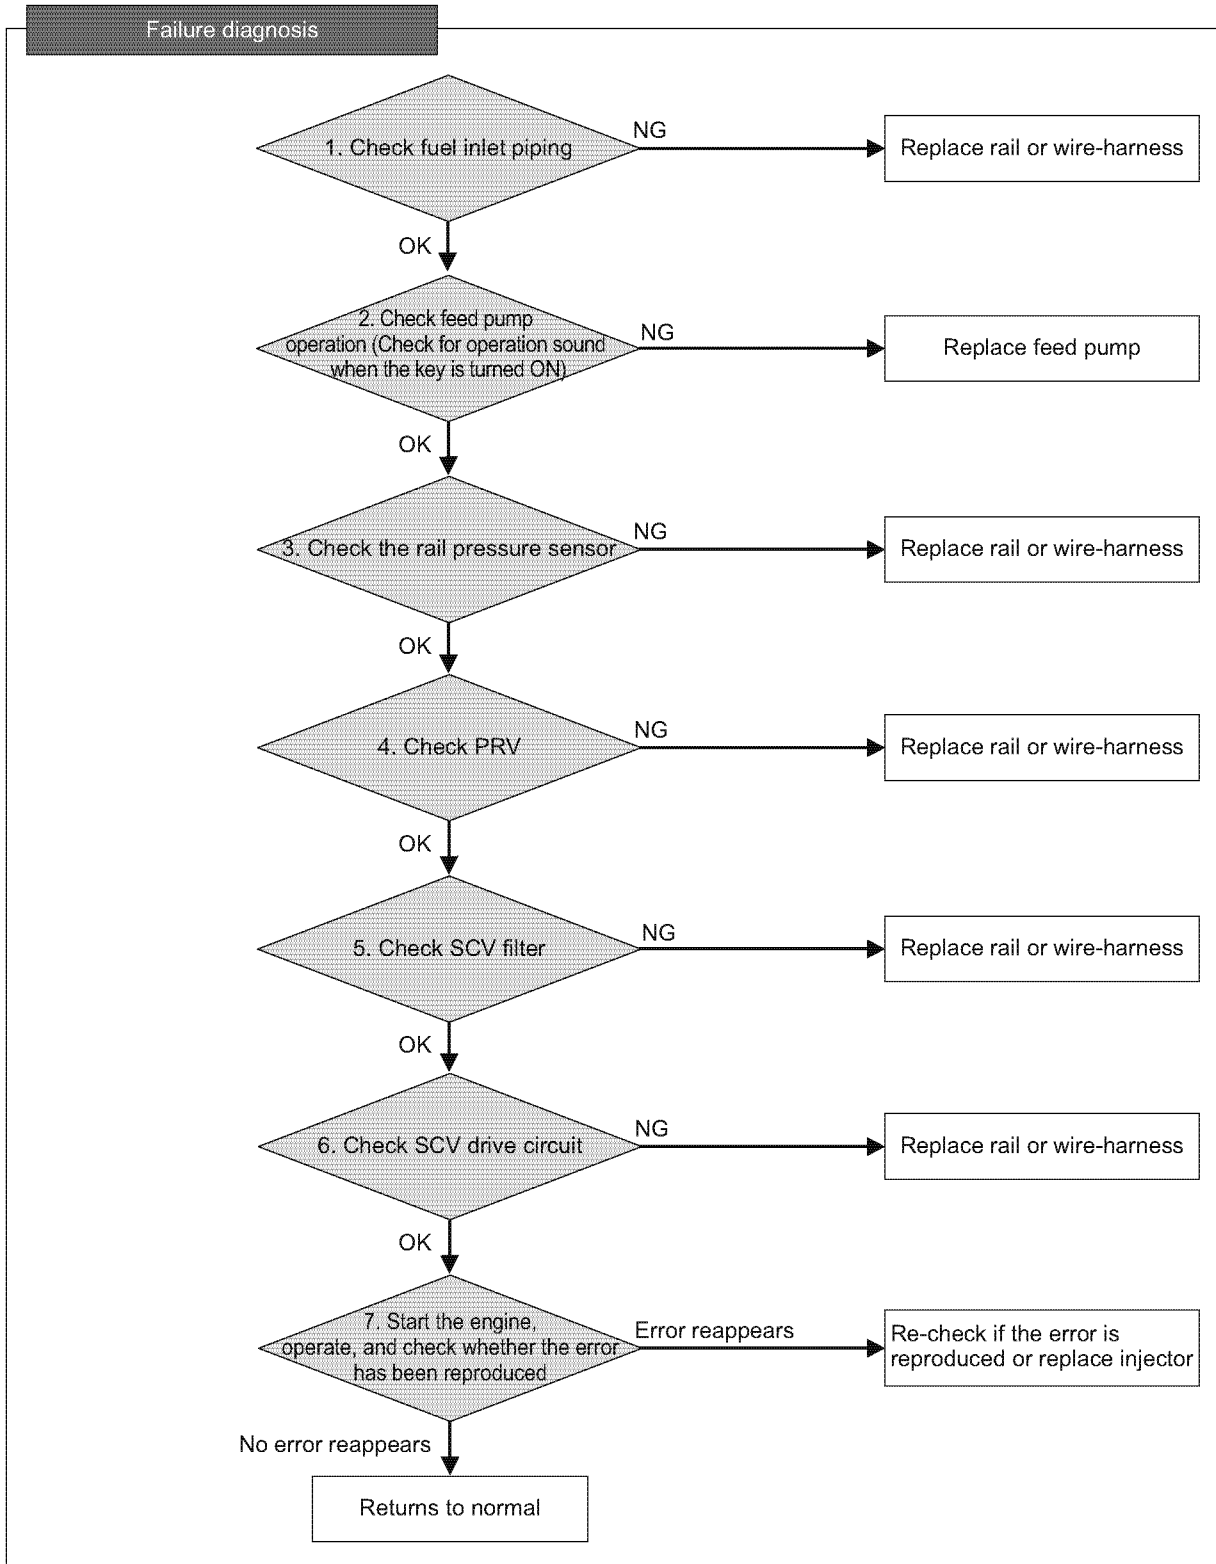 Failure diagnosis
1. Check fuel inlet piping
NG
Replace rail or wire-harness
OK
2. Check feed pump
operation (Check for operation sound
when the key is turned ON)
NG
Replace feed pump
OK
3. Check the rail pressure sensor
NG
Replace rail or wire-harness
OK
4. Check PRV
NG
Replace rail or wire-harness
OK
5. Check SCV filter
NG
Replace rail or wire-harness
OK
6. Check SCV drive circuit
NG
Replace rail or wire-harness
OK
7. Start the engine,
operate, and check whether the error
has been reproduced
Error reappears
Re-check if the error is
reproduced or replace injector
No error reappears
Returns to normal